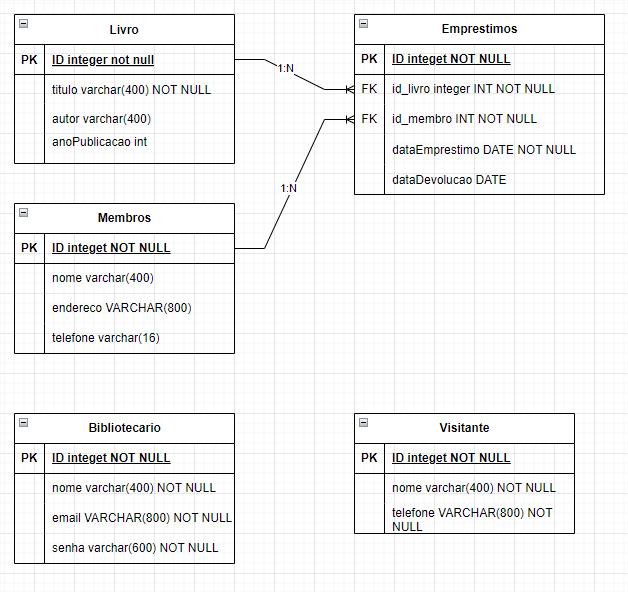 Livro
PK ID integer not null
titulo varchar(400) NOT NULL
autor varchar(400)
anoPublicacao int
Emprestimos
PK ID integet NOT NULL
FK id_livro integer INT NOT NULL
FK id_membro INT NOT NULL
dataEmprestimo DATE NOT NULL
dataDevolucao DATE
1:N
1:N
Membros
PK ID integet NOT NULL
nome varchar(400)
endereco VARCHAR(800)
telefone varchar(16)
Bibliotecario
PK ID integet NOT NULL
nome varchar(400) NOT NULL
email VARCHAR(800) NOT NULL
senha varchar(600) NOT NULL
Visitante
PK ID integet NOT NULL
nome varchar(400) NOT NULL
telefone VARCHAR(800) NOT
NULL